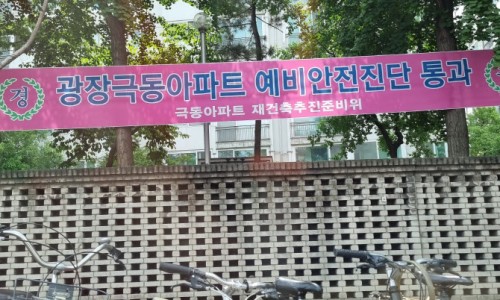 경 광장극동아파트 예비안전진단 통과
극동아파트 재건축추진준비위